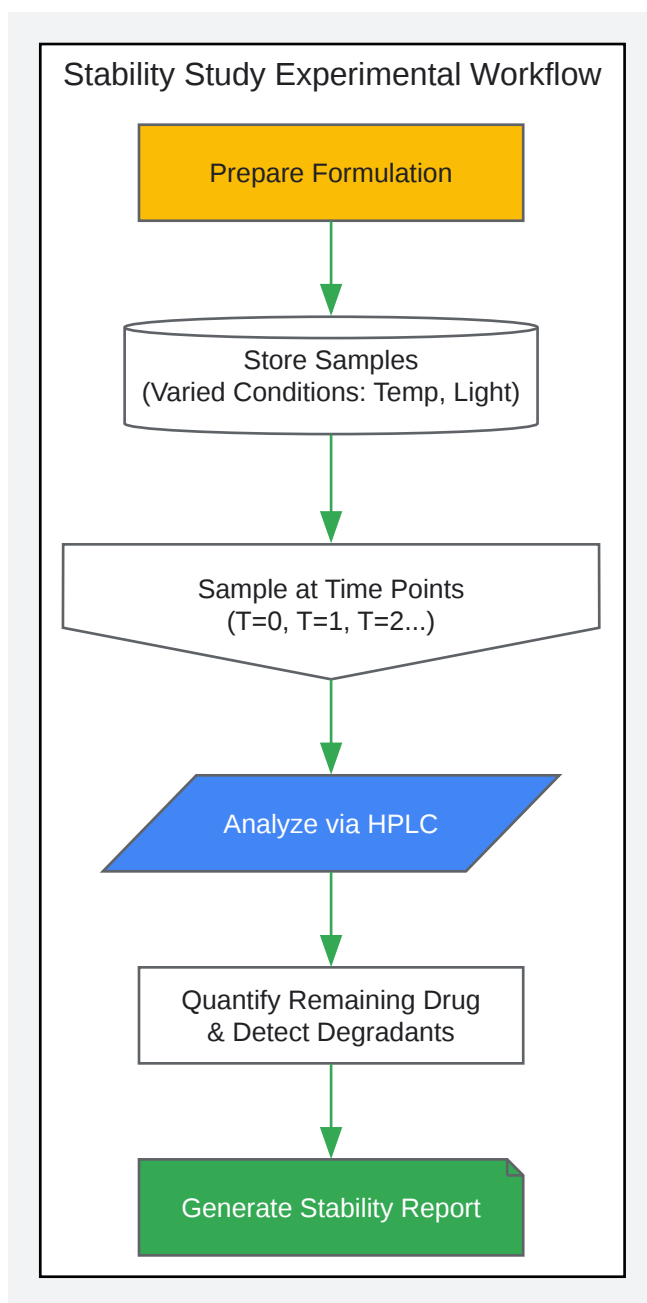 Stability Study Experimental Workflow
Prepare Formulation
Store Samples
(Varied Conditions: Temp, Light)
Sample at Time Points
(T=0, T=1, T=2...)
Analyze via HPLC
Quantify Remaining Drug
& Detect Degradants
Generate Stability Report